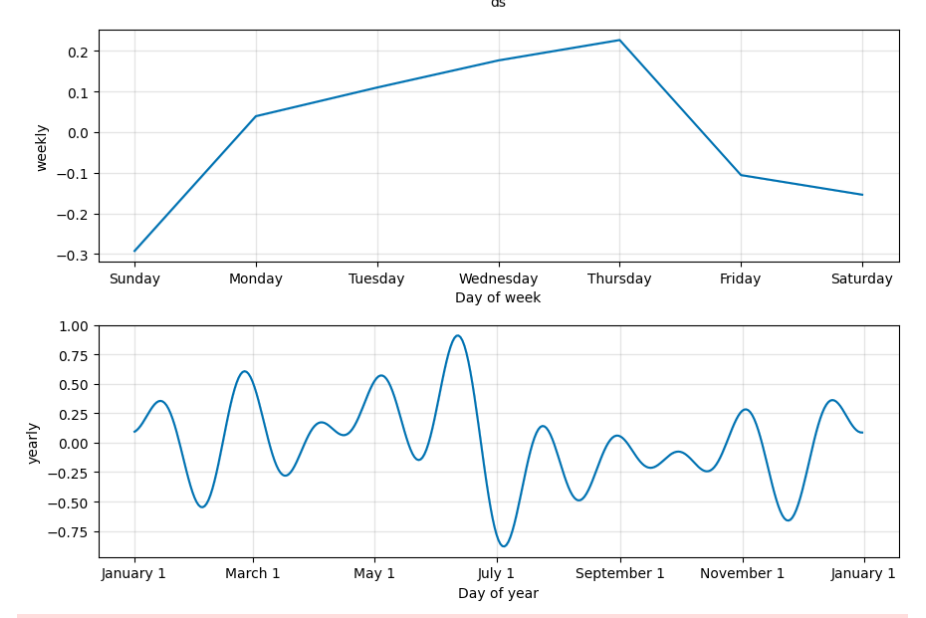 ds
0.2
0.1
0.0
−0.1
−0.2
−0.3
weekly
Sunday Monday Tuesday Wednesday Thursday Friday Saturday
Day of week
1.00
0.75
0.50
0.25
0.00
−0.25
−0.50
−0.75
yearly
January 1 March 1 May 1 July 1 September 1 November 1 January 1
Day of year